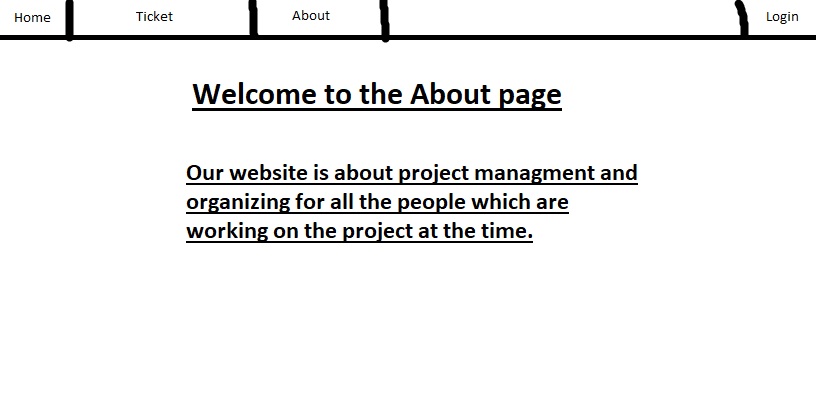 Home Ticket About Login
Welcome to the About page
Our website is about project managment and
organizing for all the people which are
working on the project at the time.